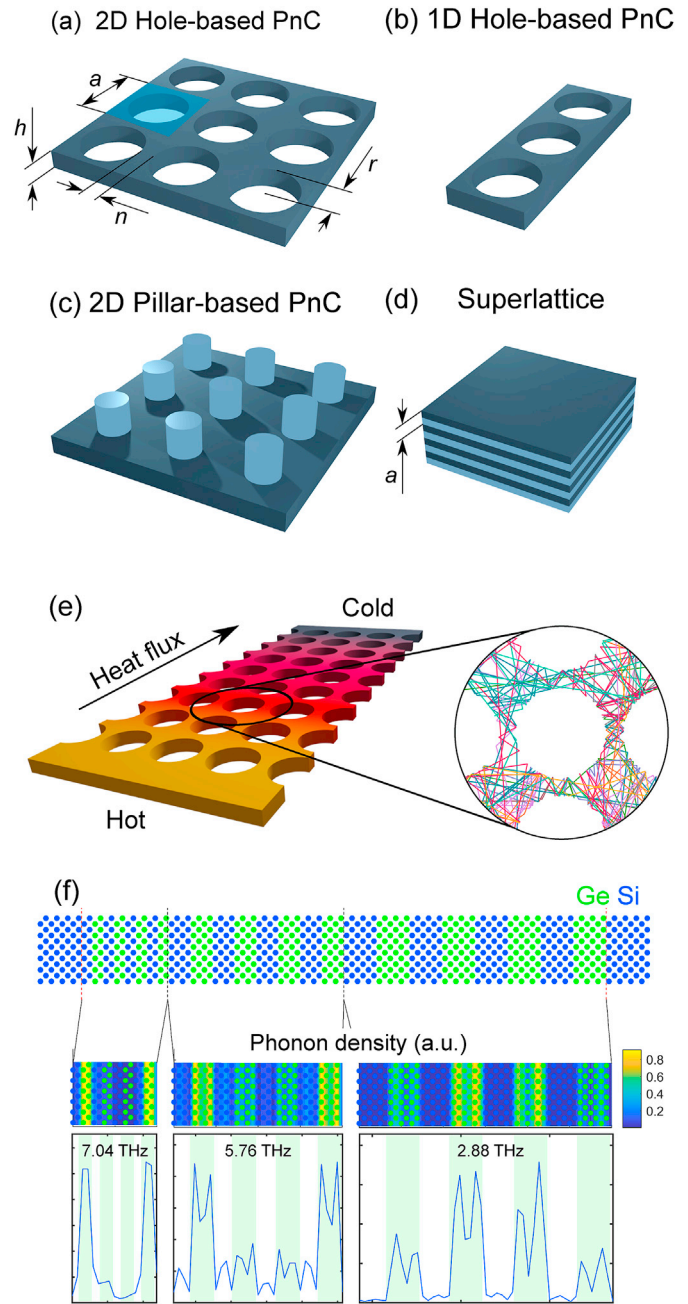 (a) 2D Hole-based PnC
(b) 1D Hole-based PnC
a
h
n
r
(c) 2D Pillar-based PnC
(d) Superlattice
a
(e)
Cold
Heat flux
Hot
(f)
Ge Si
Phonon density (a.u.)
0.8
0.6
0.4
0.2
7.04 THz
5.76 THz
2.88 THz